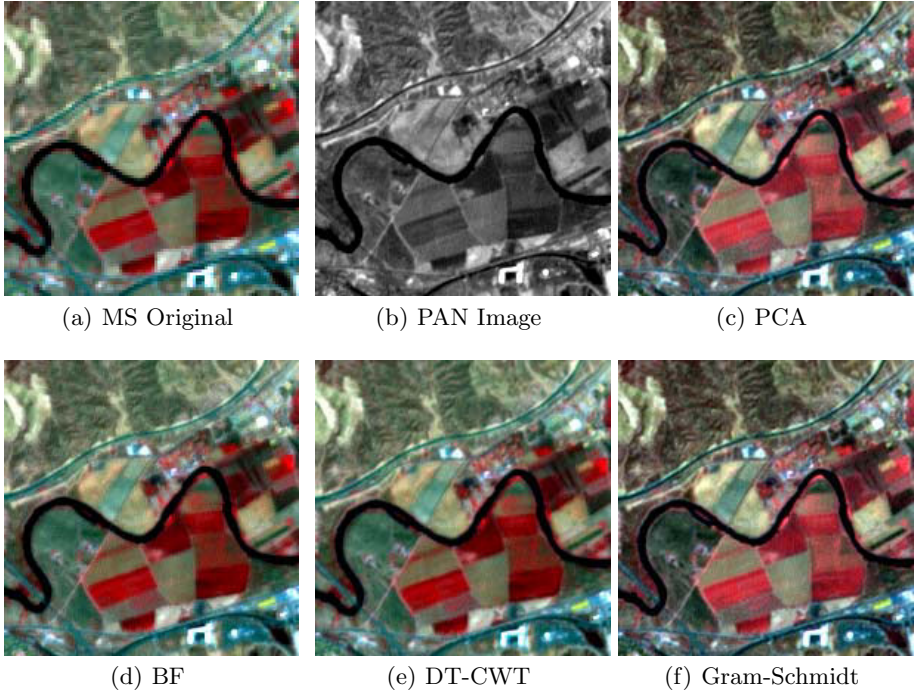 (a) MS Original
(b) PAN Image
(c) PCA
(d) BF
(e) DT-CWT
(f) Gram-Schmidt